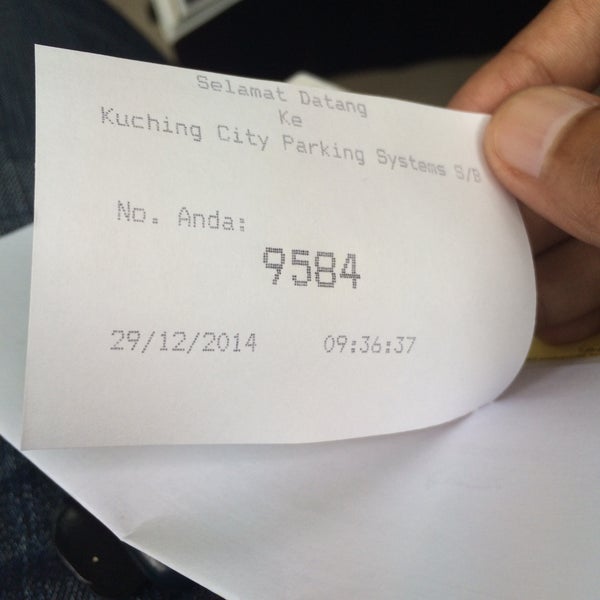 Selamat Datang
Ke
Kuching City Parking Systems S/B
No. Anda:
9584
29/12/2014 09:36:37